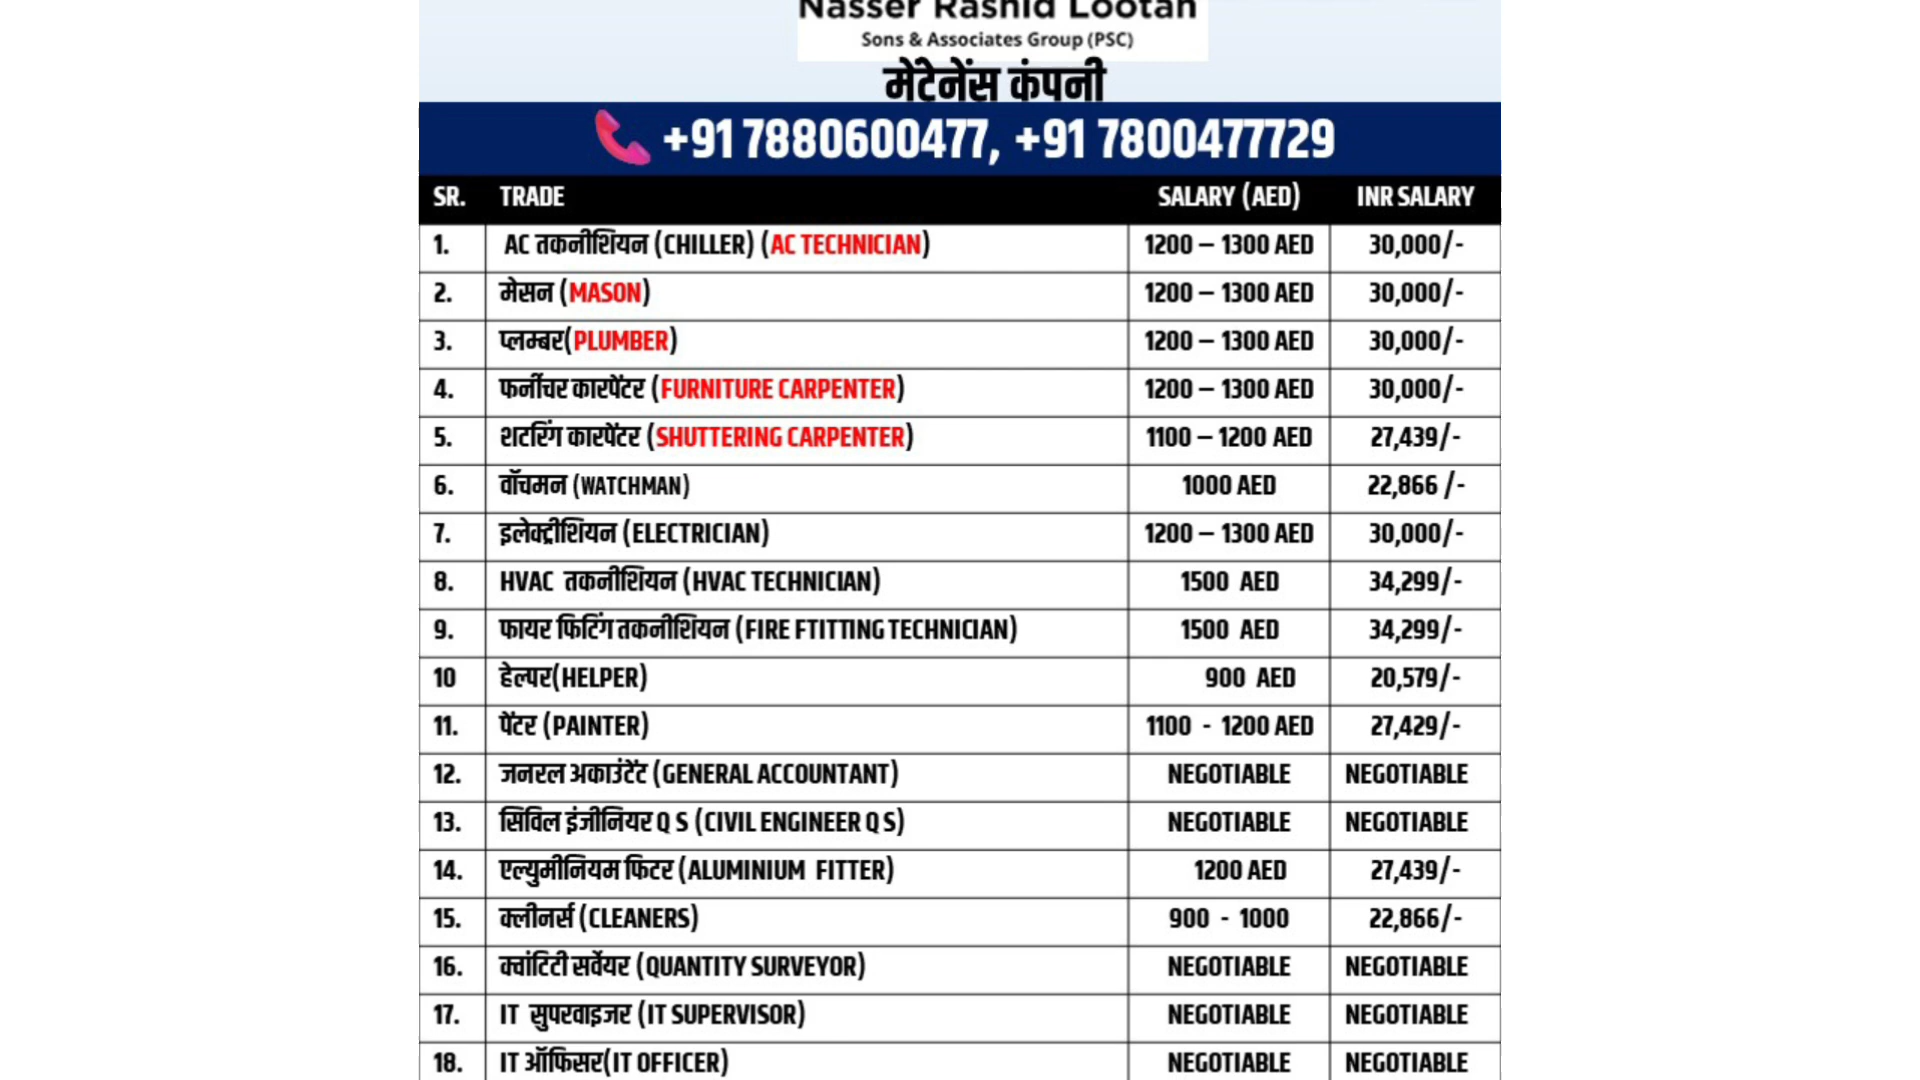 Nasser Rashid Lootah
Sons & Associates Group (PSC)
मेंटेनेंस कंपनी
+91 7880600477, +91 7800477729
SR. TRADE SALARY (AED) INR SALARY
1. AC तकनीशियन (CHILLER) (AC TECHNICIAN) 1200 – 1300 AED 30,000/-
2. मेसन (MASON) 1200 – 1300 AED 30,000/-
3. प्लम्बर(PLUMBER) 1200 – 1300 AED 30,000/-
4. फर्नीचर कारपेंटर (FURNITURE CARPENTER) 1200 – 1300 AED 30,000/-
5. शटरिंग कारपेंटर (SHUTTERING CARPENTER) 1100 – 1200 AED 27,439/-
6. वॉचमन (WATCHMAN) 1000 AED 22,866 /-
7. इलेक्ट्रीशियन (ELECTRICIAN) 1200 – 1300 AED 30,000/-
8. HVAC तकनीशियन (HVAC TECHNICIAN) 1500 AED 34,299/-
9. फायर फिटिंग तकनीशियन (FIRE FTITTING TECHNICIAN) 1500 AED 34,299/-
10 हेल्पर(HELPER) 900 AED 20,579/-
11. पेंटर (PAINTER) 1100 - 1200 AED 27,429/-
12. जनरल अकाउंटेंट (GENERAL ACCOUNTANT) NEGOTIABLE NEGOTIABLE
13. सिविल इंजीनियर Q S (CIVIL ENGINEER Q S) NEGOTIABLE NEGOTIABLE
14. एल्युमीनियम फिटर (ALUMINIUM FITTER) 1200 AED 27,439/-
15. क्लीनर्स (CLEANERS) 900 - 1000 22,866/-
16. क्वांटिटी सर्वेयर (QUANTITY SURVEYOR) NEGOTIABLE NEGOTIABLE
17. IT सुपरवाइजर (IT SUPERVISOR) NEGOTIABLE NEGOTIABLE
18. IT ऑफिसर(IT OFFICER) NEGOTIABLE NEGOTIABLE